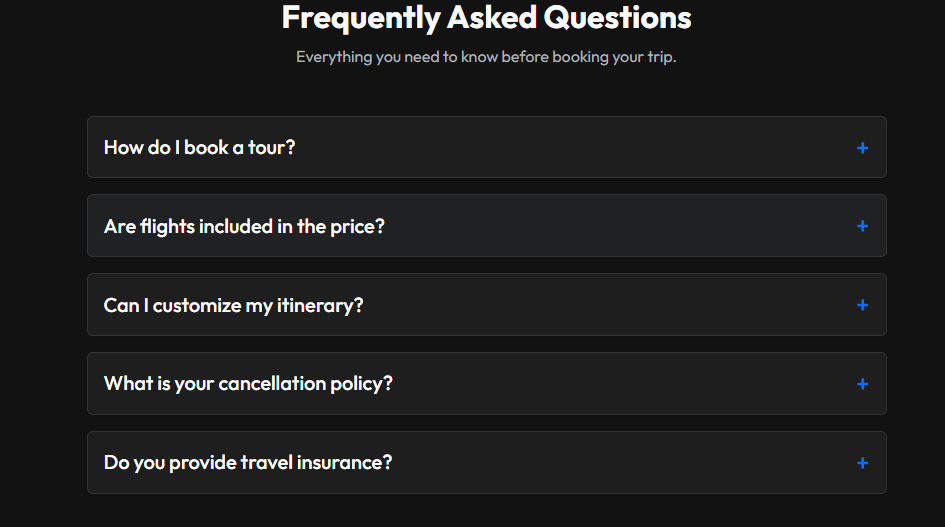 Frequently Asked Questions
Everything you need to know before booking your trip.
How do I book a tour? +
Are flights included in the price? +
Can I customize my itinerary? +
What is your cancellation policy? +
Do you provide travel insurance? +